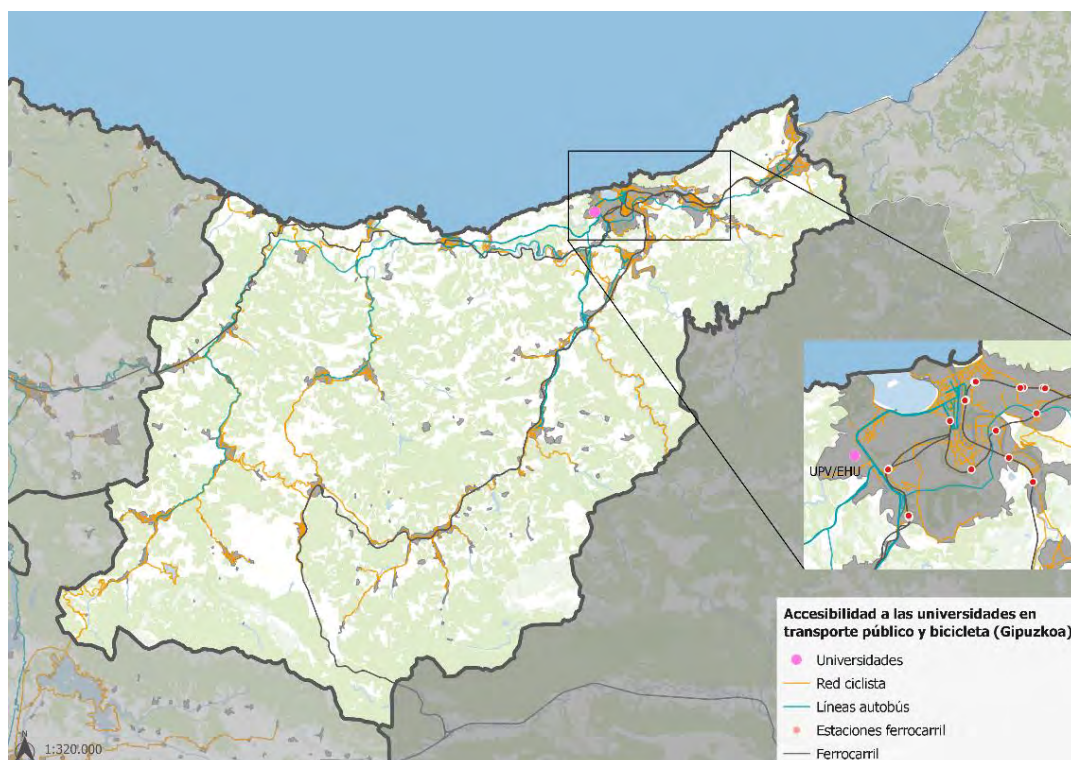 UPV/EHU
Accesibilidad a las universidades en
transporte público y bicicleta (Gipuzkoa)
Universidades
Red ciclista
Líneas autobús
Estaciones ferrocarril
Ferrocarril
N
1:320.000